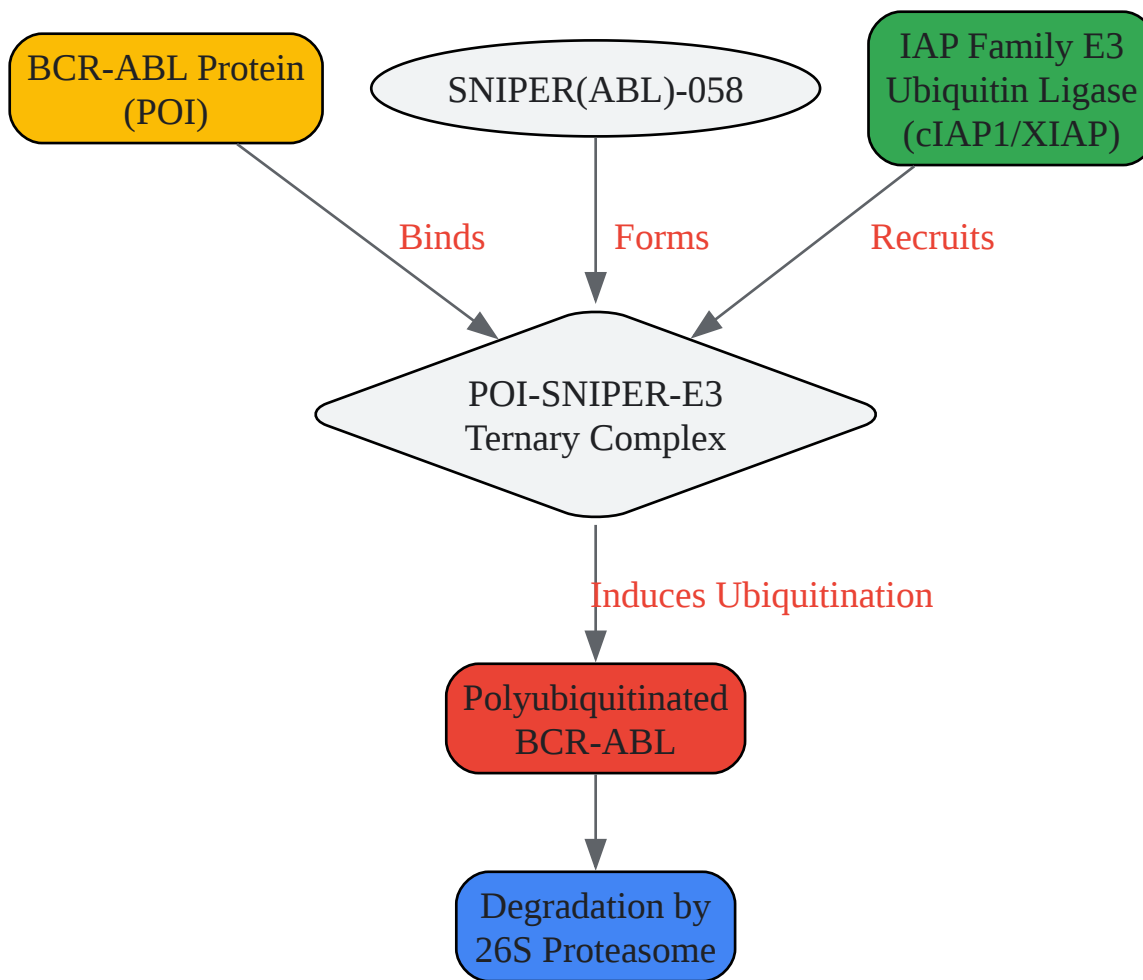 BCR-ABL Protein
(POI)
SNIPER(ABL)-058
IAP Family E3
Ubiquitin Ligase
(cIAP1/XIAP)
Binds
Forms
Recruits
POI-SNIPER-E3
Ternary Complex
Induces Ubiquitination
Polyubiquitinated
BCR-ABL
Degradation by
26S Proteasome